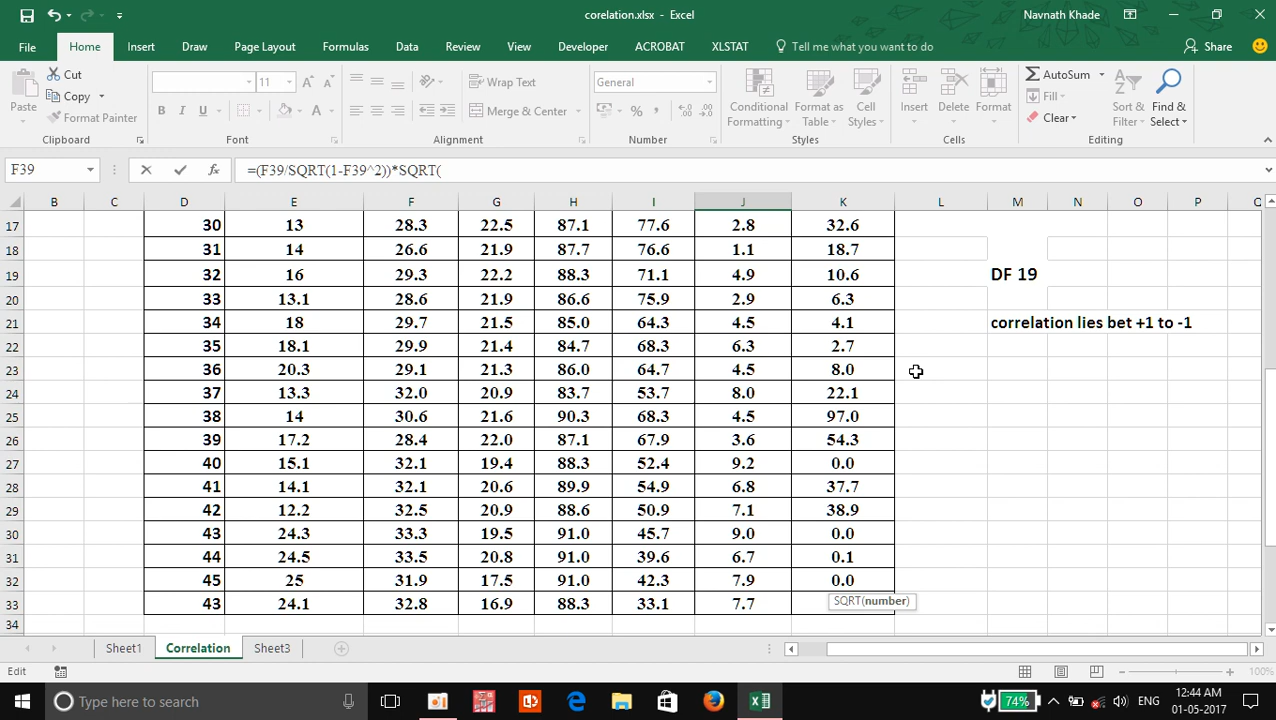 corelation.xlsx - Excel
Navnath Khade
File Home Insert Draw Page Layout Formulas Data Review View Developer ACROBAT XLSTAT Tell me what you want to do Share
Paste Cut Copy Format Painter
11 B I U A
Wrap Text Merge & Center
General % ,
Conditional Formatting Format as Table Cell Styles
Insert Delete Format
AutoSum Fill Clear Sort & Filter Find & Select
Clipboard Font Alignment Number Styles Cells Editing
F39 fx =(F39/SQRT(1-F39^2))*SQRT(
B C D E F G H I J K L M N O P Q
17 30 13 28.3 22.5 87.1 77.6 2.8 32.6
18 31 14 26.6 21.9 87.7 76.6 1.1 18.7
19 32 16 29.3 22.2 88.3 71.1 4.9 10.6 DF 19
20 33 13.1 28.6 21.9 86.6 75.9 2.9 6.3
21 34 18 29.7 21.5 85.0 64.3 4.5 4.1 correlation lies bet +1 to -1
22 35 18.1 29.9 21.4 84.7 68.3 6.3 2.7
23 36 20.3 29.1 21.3 86.0 64.7 4.5 8.0
24 37 13.3 32.0 20.9 83.7 53.7 8.0 22.1
25 38 14 30.6 21.6 90.3 68.3 4.5 97.0
26 39 17.2 28.4 22.0 87.1 67.9 3.6 54.3
27 40 15.1 32.1 19.4 88.3 52.4 9.2 0.0
28 41 14.1 32.1 20.6 89.9 54.9 6.8 37.7
29 42 12.2 32.5 20.9 88.6 50.9 7.1 38.9
30 43 24.3 33.3 19.5 91.0 45.7 9.0 0.0
31 44 24.5 33.5 20.8 91.0 39.6 6.7 0.1
32 45 25 31.9 17.5 91.0 42.3 7.9 0.0
33 43 24.1 32.8 16.9 88.3 33.1 7.7 SQRT(number)
34
Sheet1 Correlation Sheet3
Edit 100%
Type here to search 74% ENG 12:44 AM
01-05-2017